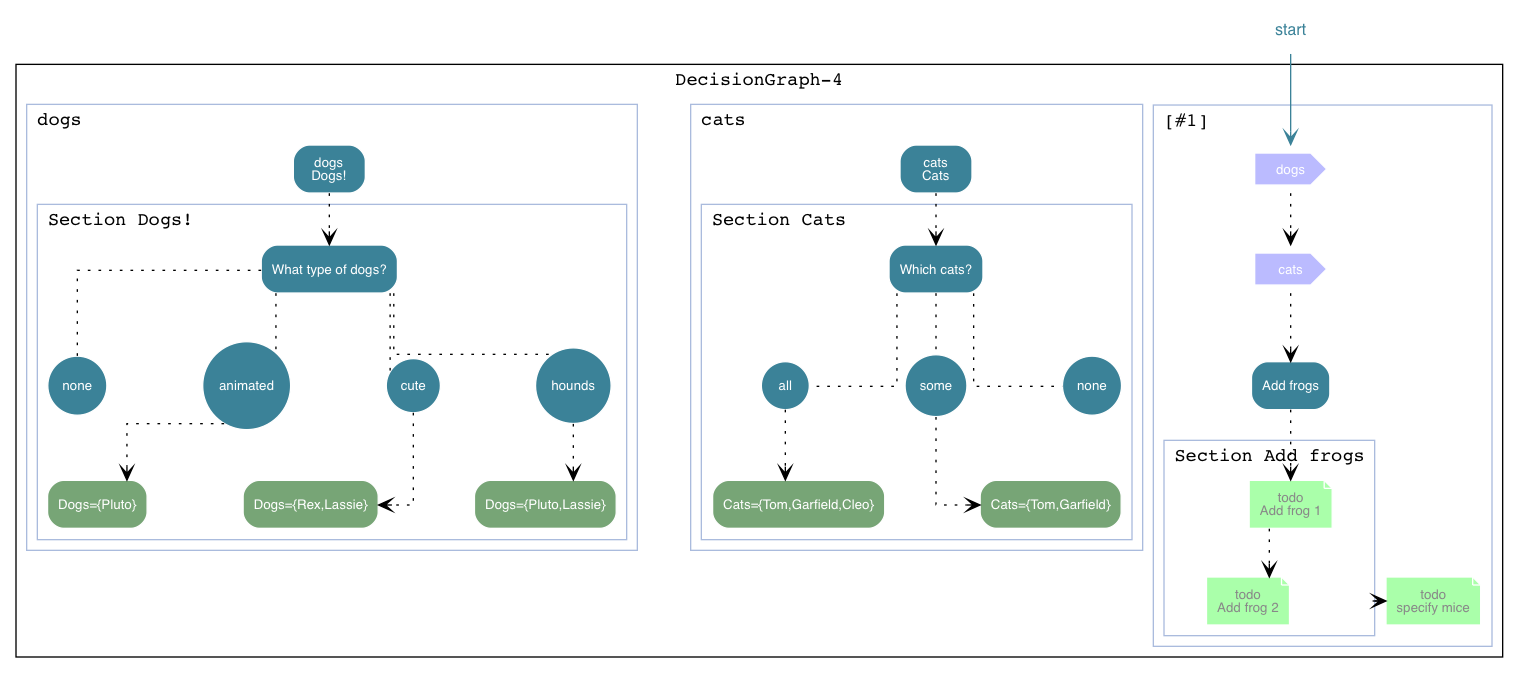 start
DecisionGraph-4
dogs
dogs
Dogs!
Section Dogs!
What type of dogs?
none
animated
cute
hounds
Dogs={Pluto}
Dogs={Rex,Lassie}
Dogs={Pluto,Lassie}
cats
cats
Cats
Section Cats
Which cats?
all
some
none
Cats={Tom,Garfield,Cleo}
Cats={Tom,Garfield}
[#1]
dogs
cats
Add frogs
Section Add frogs
todo
Add frog 1
todo
Add frog 2
todo
specify mice